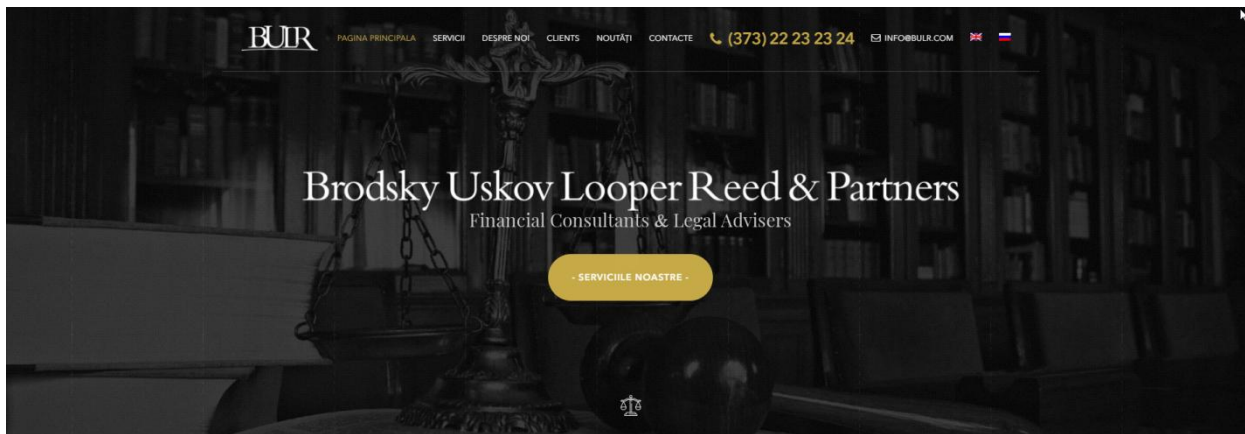 BULR PAGINA PRINCIPALA SERVICII DESPRE NOI CLIENTS NOUTĂȚI CONTACTE (373) 22 23 23 24 INFO@BULR.COM
Brodsky Uskov Looper Reed & Partners
Financial Consultants & Legal Advisers
- SERVICIILE NOASTRE -